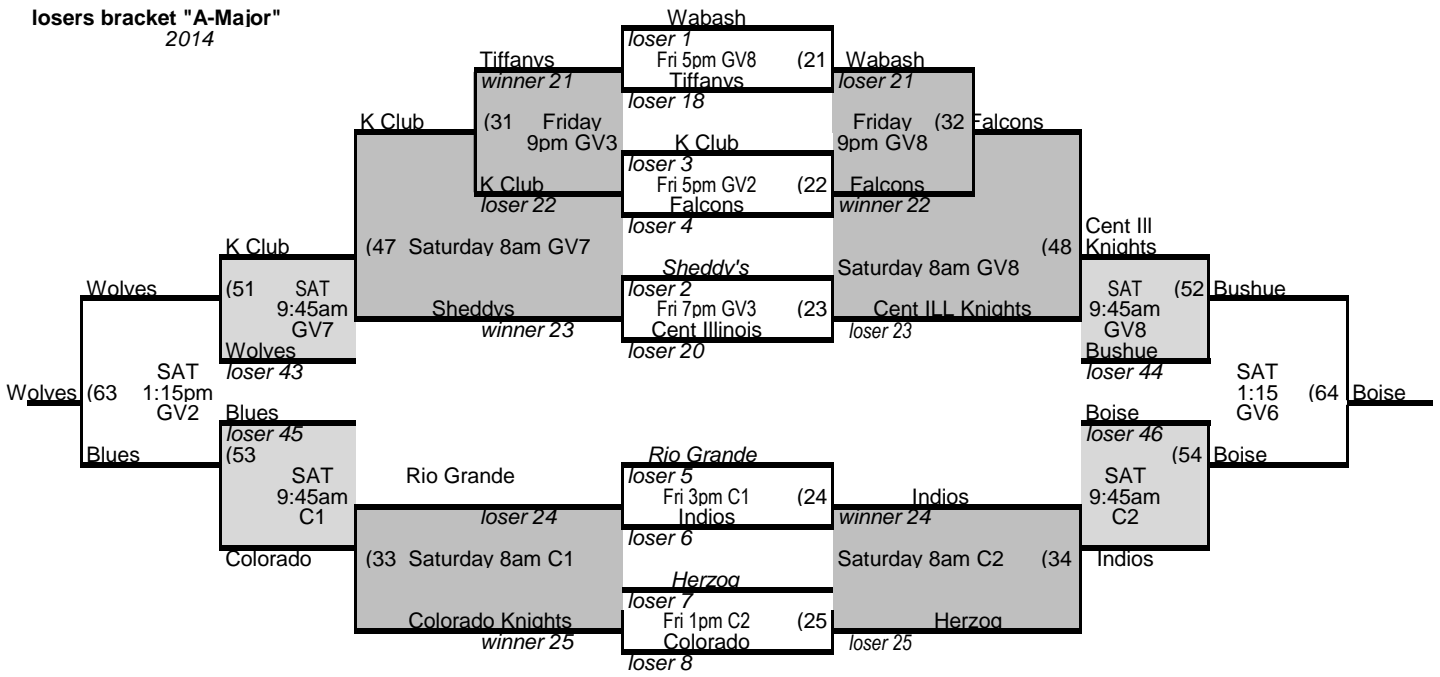 losers bracket "A-Major"
2014
Wabash
loser 1
Fri 5pm GV8 (21
Tiffanys
loser 18
Tiffanys
winner 21
Wabash
loser 21
K Club
(31 Friday
9pm GV3
Friday (32
9pm GV8
Falcons
K Club
loser 3
Fri 5pm GV2 (22
Falcons
loser 4
K Club
loser 22
Falcons
winner 22
K Club
(47 Saturday 8am GV7
Saturday 8am GV8 (48
Cent Ill
Knights
Sheddy's
loser 2
Fri 7pm GV3 (23
Cent Illinois
loser 20
Sheddys
winner 23
Cent ILL Knights
loser 23
Wolves
(51 SAT
9:45am
GV7
Wolves
loser 43
SAT (52
9:45am
GV8
Bushue
loser 44
Bushue
Wolves (63 SAT
1:15pm
GV2
SAT
1:15 (64
GV6
Boise
Blues
loser 45
Blues
(53
SAT
9:45am
C1
Colorado
Boise
loser 46
(54
SAT
9:45am
C2
Boise
Indios
Rio Grande
loser 24
Rio Grande
loser 5
Fri 3pm C1 (24
Indios
loser 6
Indios
winner 24
(33 Saturday 8am C1
Saturday 8am C2 (34
Herzog
loser 7
Fri 1pm C2 (25
Colorado
loser 8
Colorado Knights
winner 25
Herzog
loser 25